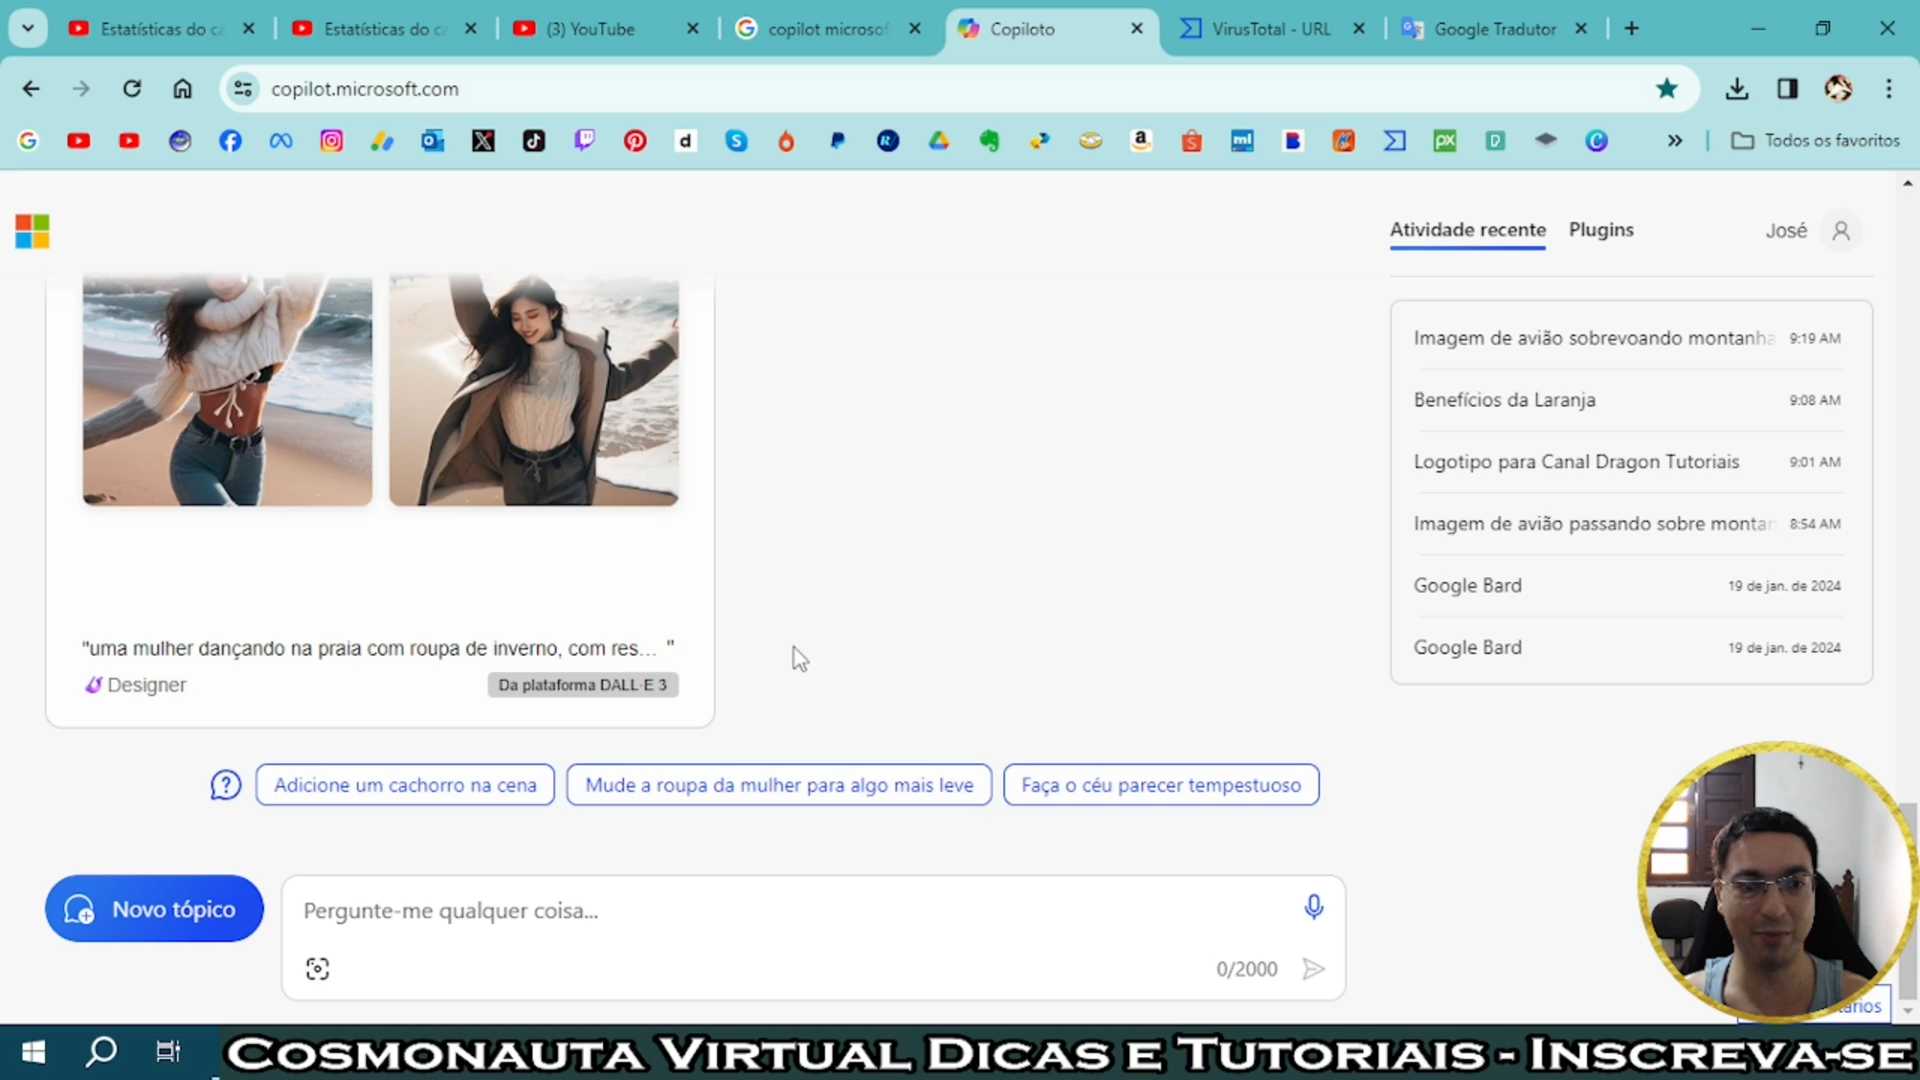 Estatísticas do ca
Estatísticas do ca
(3) YouTube
copilot microsof
Copiloto
VirusTotal - URL
Google Tradutor
copilot.microsoft.com
Todos os favoritos
Atividade recente
Plugins
José
Imagem de avião sobrevoando montanha 9:19 AM
Benefícios da Laranja 9:08 AM
Logotipo para Canal Dragon Tutoriais 9:01 AM
Imagem de avião passando sobre montan 8:54 AM
Google Bard 19 de jan. de 2024
Google Bard 19 de jan. de 2024
"uma mulher dançando na praia com roupa de inverno, com res... "
Designer
Da plataforma DALL·E 3
Adicione um cachorro na cena
Mude a roupa da mulher para algo mais leve
Faça o céu parecer tempestuoso
Novo tópico
Pergunte-me qualquer coisa...
0/2000
Cosmonauta Virtual Dicas e Tutoriais - Inscreva-se